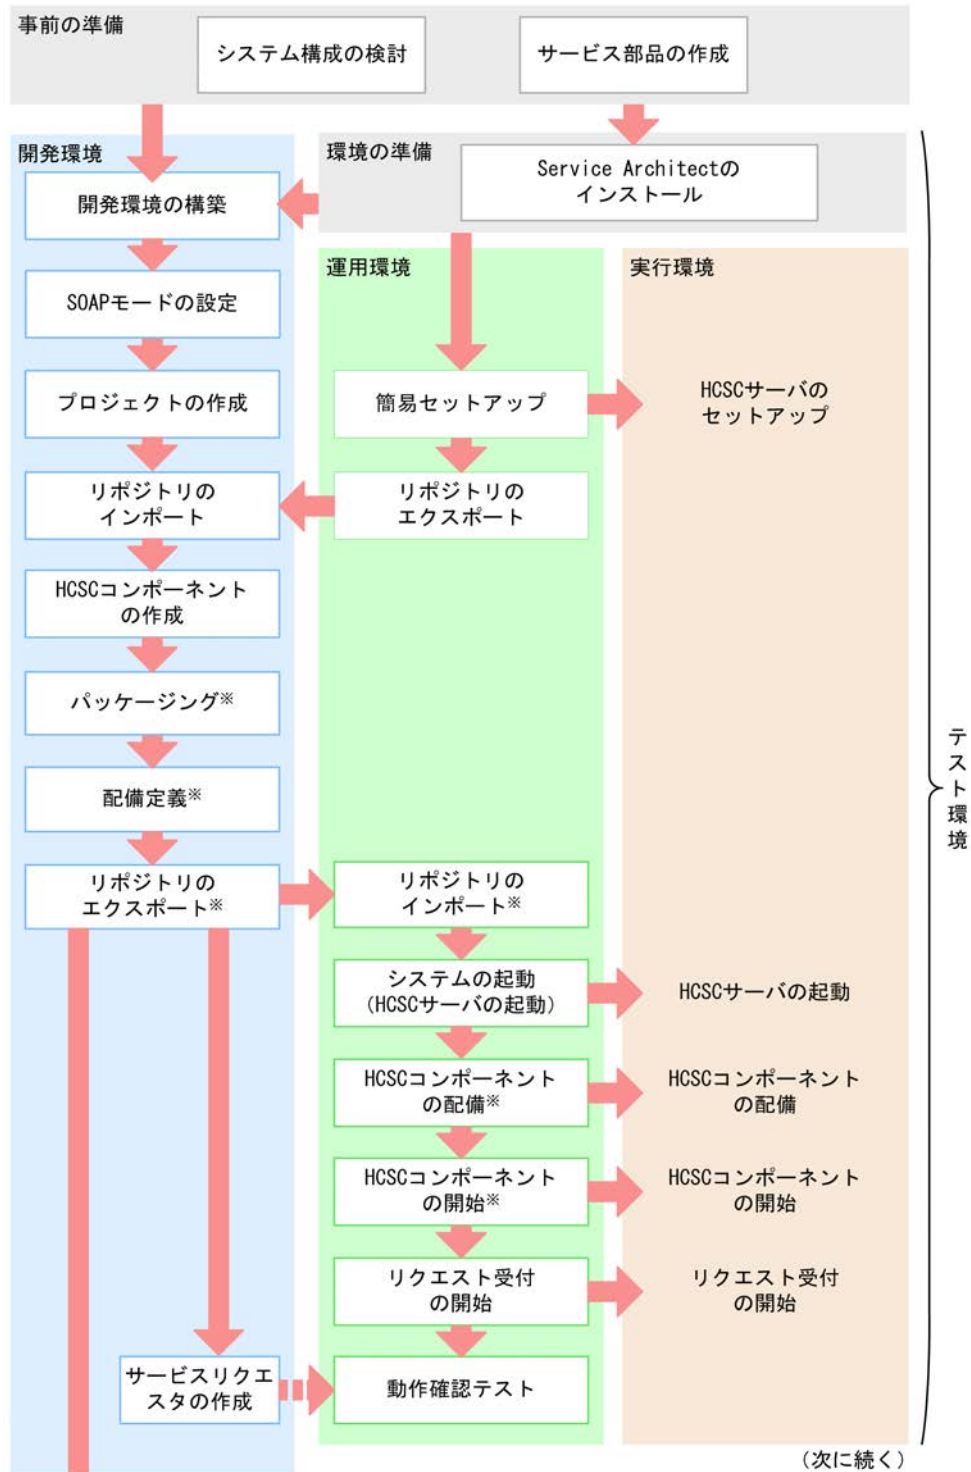 事前の準備
システム構成の検討
サービス部品の作成
開発環境
環境の準備
Service Architectの
インストール
開発環境の構築
運用環境
実行環境
SOAPモードの設定
プロジェクトの作成
簡易セットアップ
HCSCサーバの
セットアップ
リポジトリの
インポート
リポジトリの
エクスポート
HCSCコンポーネント
の作成
パッケージング※
配備定義※
テスト環境
リポジトリの
エクスポート※
リポジトリの
インポート※
システムの起動
(HCSCサーバの起動)
HCSCサーバの起動
HCSCコンポーネント
の配備※
HCSCコンポーネント
の配備
HCSCコンポーネント
の開始※
HCSCコンポーネント
の開始
リクエスト受付
の開始
リクエスト受付
の開始
サービスリクエ
スタの作成
動作確認テスト
(次に続く)